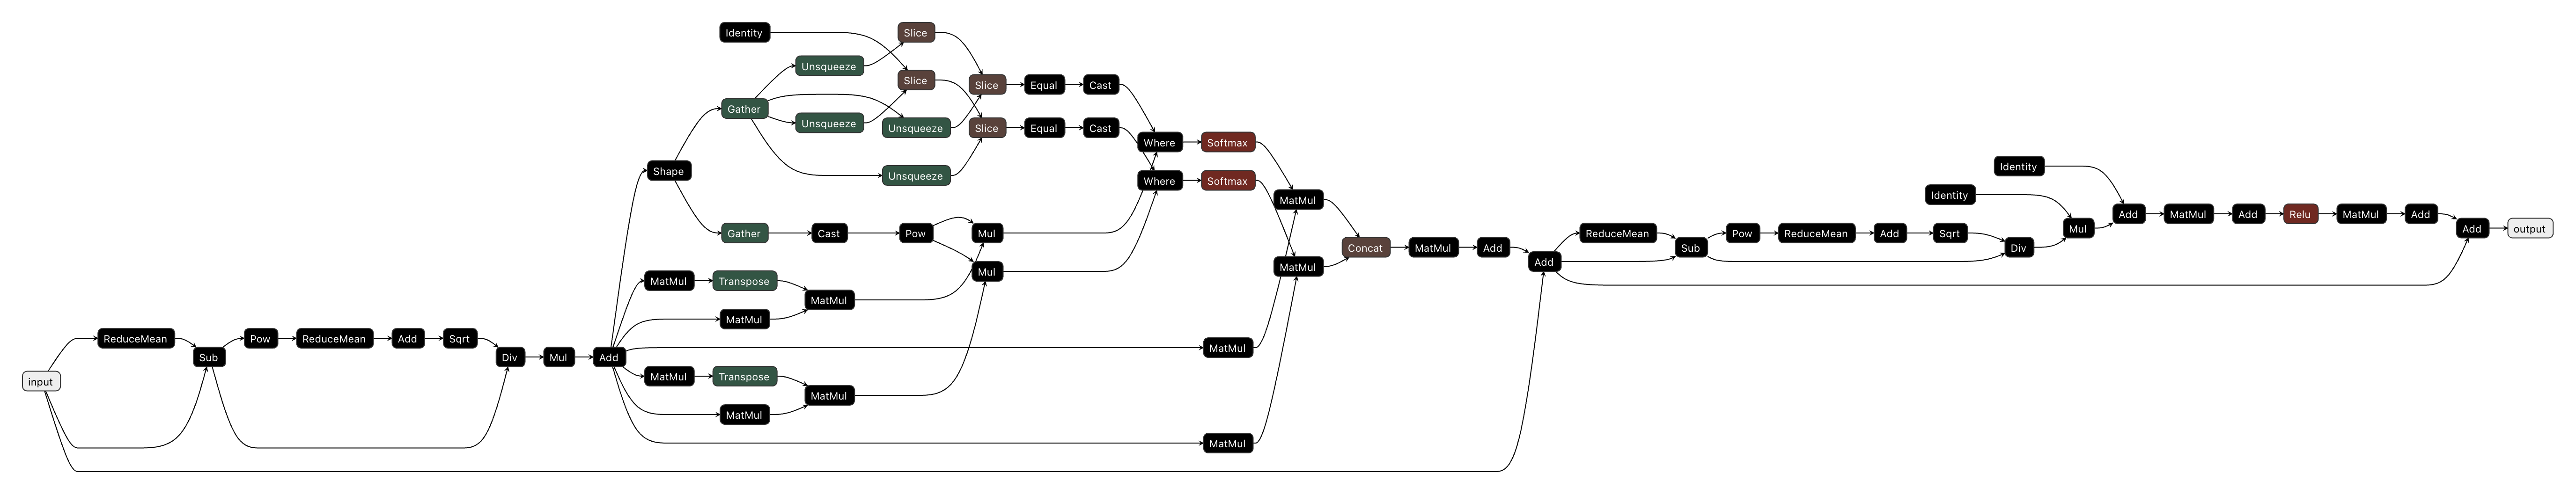 Identity
Slice
Unsqueeze
Slice
Slice
Equal
Cast
Gather
Unsqueeze
Unsqueeze
Slice
Equal
Cast
Where
Softmax
Shape
Unsqueeze
Where
Softmax
MatMul
Gather
Cast
Pow
Mul
Mul
MatMul
Concat
MatMul
Add
MatMul
Transpose
MatMul
MatMul
input
ReduceMean
Sub
Pow
ReduceMean
Add
Sqrt
Div
Mul
Add
MatMul
MatMul
Transpose
MatMul
MatMul
MatMul
Add
ReduceMean
Sub
Pow
ReduceMean
Add
Sqrt
Div
Identity
Mul
Identity
Add
MatMul
Add
Relu
MatMul
Add
Add
output